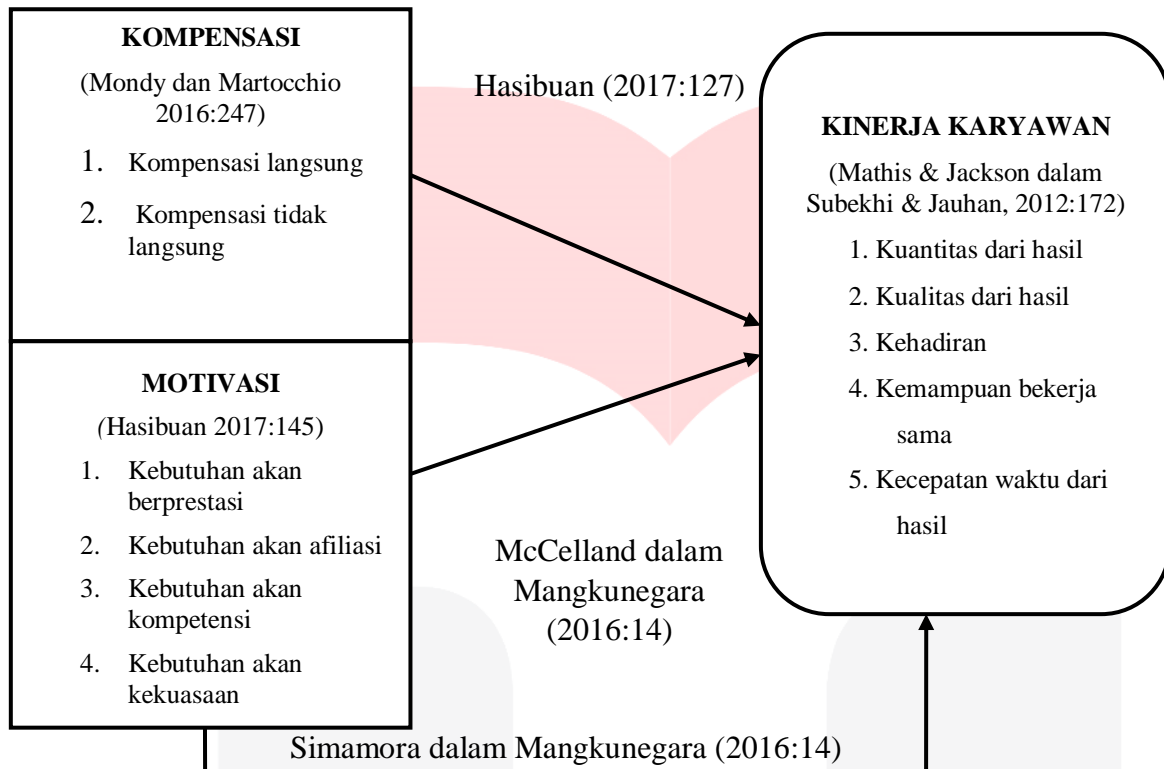 KOMPENSASI
(Mondy dan Martocchio
2016:247)
1. Kompensasi langsung
2. Kompensasi tidak
langsung
MOTIVASI
(Hasibuan 2017:145)
1. Kebutuhan akan
berprestasi
2. Kebutuhan akan afiliasi
3. Kebutuhan akan
kompetensi
4. Kebutuhan akan
kekuasaan
Hasibuan (2017:127)
McCelland dalam
Mangkunegara
(2016:14)
Simamora dalam Mangkunegara (2016:14)
KINERJA KARYAWAN
(Mathis & Jackson dalam
Subekhi & Jauhan, 2012:172)
1. Kuantitas dari hasil
2. Kualitas dari hasil
3. Kehadiran
4. Kemampuan bekerja
sama
5. Kecepatan waktu dari
hasil